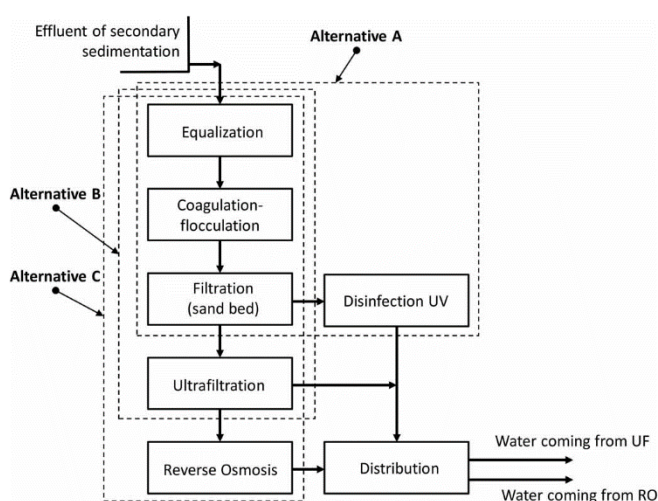 Effluent of secondary
sedimentation
Alternative A
Equalization
Alternative B
Coagulation-
flocculation
Alternative C
Filtration
(sand bed)
Disinfection UV
Ultrafiltration
Water coming from UF
Reverse Osmosis
Distribution
Water coming from RO